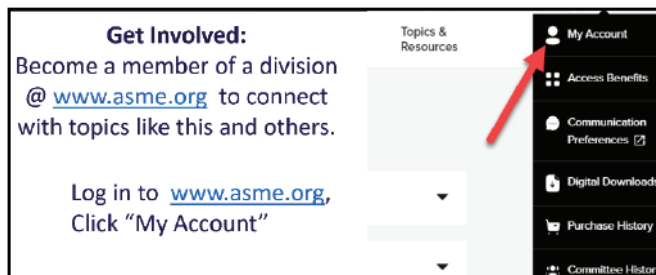 Get Involved:
Become a member of a division
@ www.asme.org to connect
with topics like this and others.
Log in to www.asme.org,
Click “My Account”
Topics &
Resources
My Account
Access Benefits
Communication
Preferences
Digital Downloads
Purchase History
Committee Histor